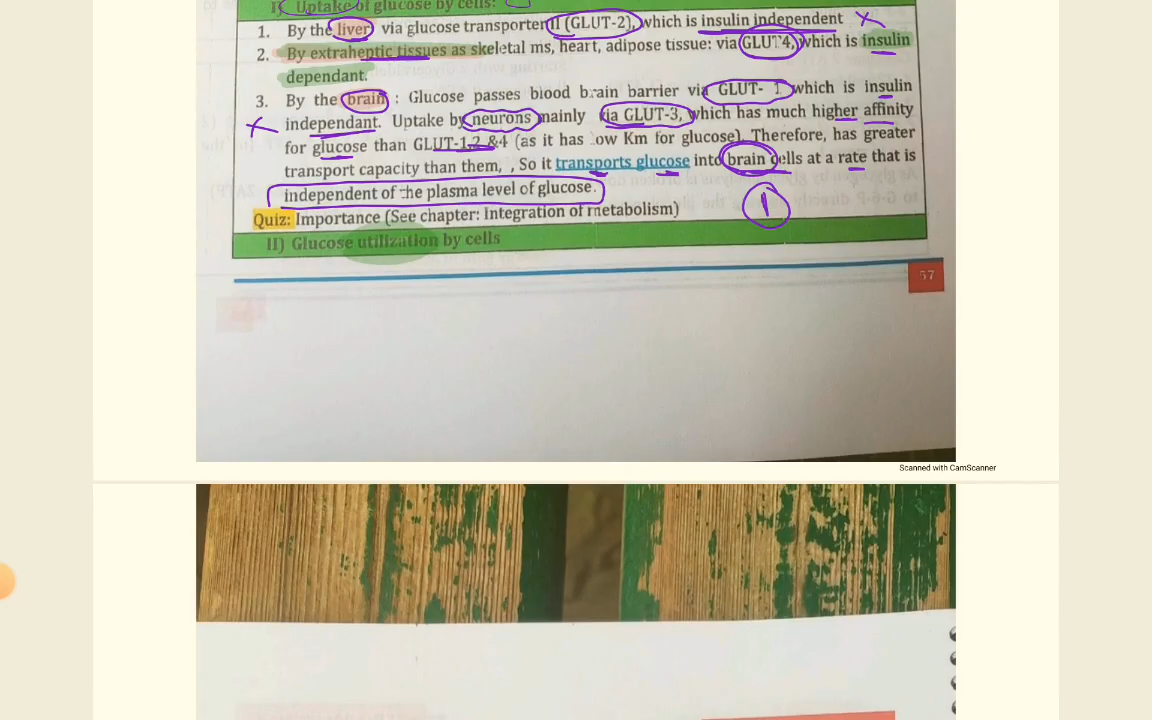 I) Uptake of glucose by cells:
1. By the liver via glucose transporter II (GLUT-2), which is insulin independent
2. By extraheptic tissues as skeletal ms, heart, adipose tissue: via GLUT4, which is insulin
dependant.
3. By the brain : Glucose passes blood brain barrier via GLUT- 1 which is insulin
independant. Uptake by neurons mainly via GLUT-3, which has much higher affinity
for glucose than GLUT-1,2 &4 (as it has low Km for glucose). Therefore, has greater
transport capacity than them, , So it transports glucose into brain cells at a rate that is
independent of the plasma level of glucose.
1
Quiz: Importance (See chapter: Integration of metabolism)
II) Glucose utilization by cells
57
Scanned with CamScanner